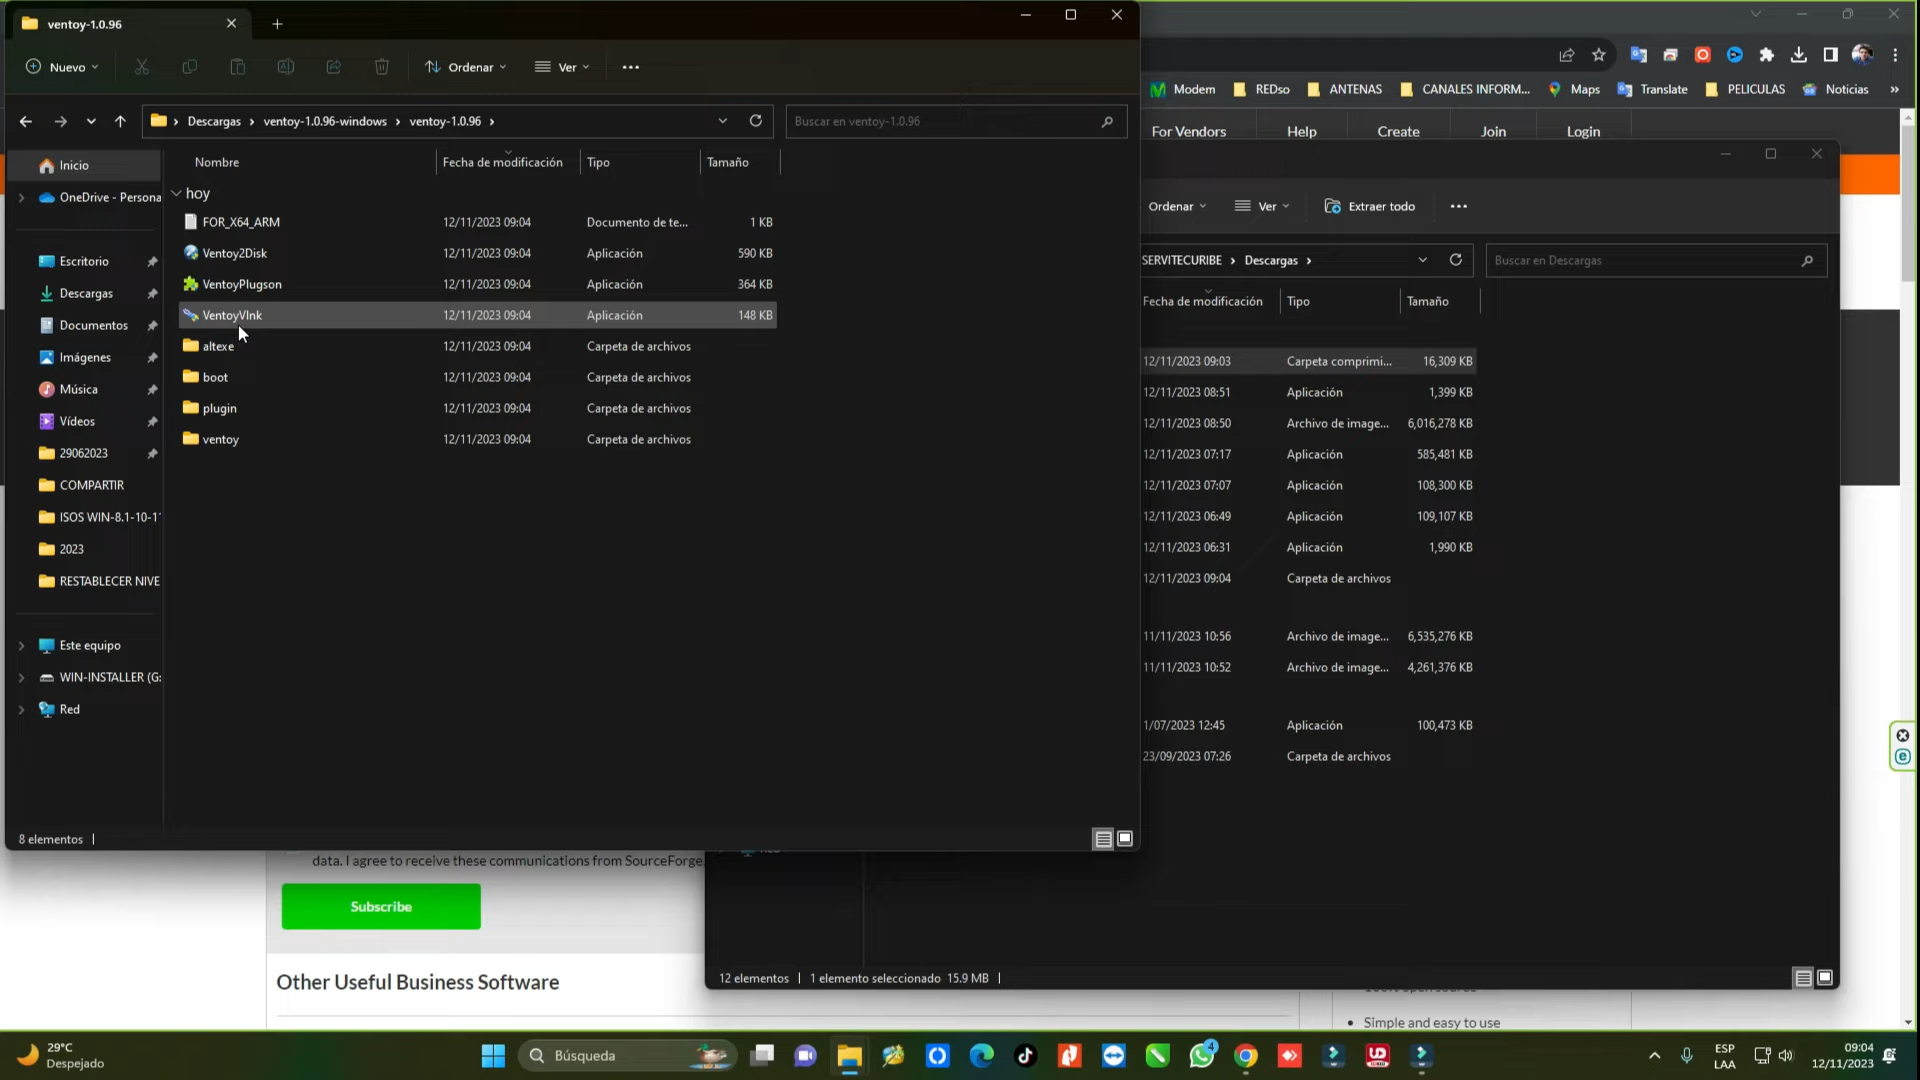 ventoy-1.0.96
Nuevo
Ordenar
Ver
Descargas > ventoy-1.0.96-windows > ventoy-1.0.96 >
Buscar en ventoy-1.0.96
Nombre
Fecha de modificación
Tipo
Tamaño
hoy
FOR_X64_ARM 12/11/2023 09:04 Documento de te... 1 KB
Ventoy2Disk 12/11/2023 09:04 Aplicación 590 KB
VentoyPlugson 12/11/2023 09:04 Aplicación 364 KB
VentoyVlnk 12/11/2023 09:04 Aplicación 148 KB
altexe 12/11/2023 09:04 Carpeta de archivos
boot 12/11/2023 09:04 Carpeta de archivos
plugin 12/11/2023 09:04 Carpeta de archivos
ventoy 12/11/2023 09:04 Carpeta de archivos
Inicio
OneDrive - Persona
Escritorio
Descargas
Documentos
Imágenes
Música
Vídeos
29062023
COMPARTIR
ISOS WIN-8.1-10-1
2023
RESTABLECER NIVE
Este equipo
WIN-INSTALLER (G:
Red
8 elementos
Modem
REDso
ANTENAS
CANALES INFORM...
Maps
Translate
PELICULAS
Noticias
»
For Vendors
Help
Create
Join
Login
Ordenar
Ver
Extraer todo
SERVITECURIBE > Descargas >
Buscar en Descargas
Fecha de modificación
Tipo
Tamaño
12/11/2023 09:03 Carpeta comprimi... 16,309 KB
12/11/2023 08:51 Aplicación 1,399 KB
12/11/2023 08:50 Archivo de image... 6,016,278 KB
12/11/2023 07:17 Aplicación 585,481 KB
12/11/2023 07:07 Aplicación 108,300 KB
12/11/2023 06:49 Aplicación 109,107 KB
12/11/2023 06:31 Aplicación 1,990 KB
12/11/2023 09:04 Carpeta de archivos
11/11/2023 10:56 Archivo de image... 6,535,276 KB
11/11/2023 10:52 Archivo de image... 4,261,376 KB
1/07/2023 12:45 Aplicación 100,473 KB
23/09/2023 07:26 Carpeta de archivos
12 elementos
1 elemento seleccionado 15.9 MB
data. I agree to receive these communications from SourceForge.
Subscribe
Other Useful Business Software
Simple and easy to use
29°C
Despejado
Búsqueda
4
ESP
LAA
09:04
12/11/2023